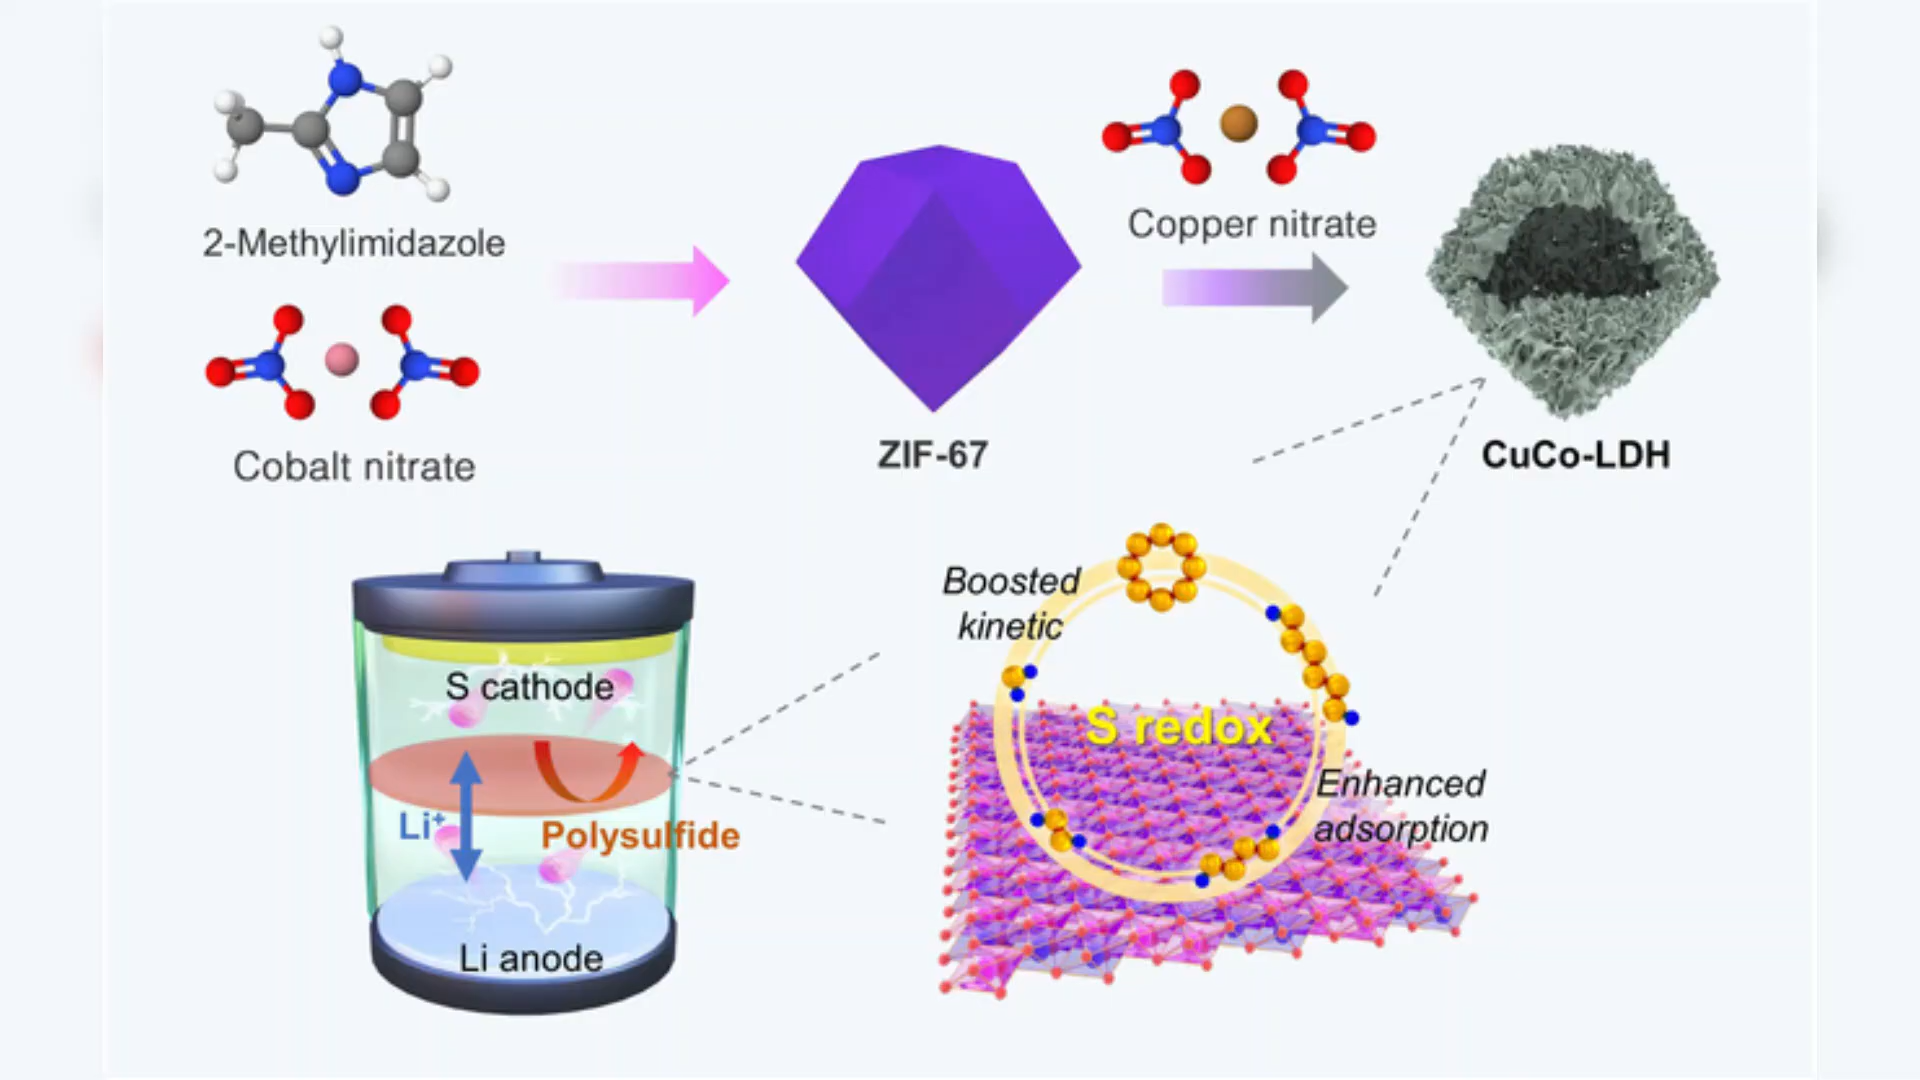 2-Methylimidazole
Cobalt nitrate
ZIF-67
Copper nitrate
CuCo-LDH
S cathode
Li⁺
Polysulfide
Li anode
Boosted
kinetic
S redox
Enhanced
adsorption